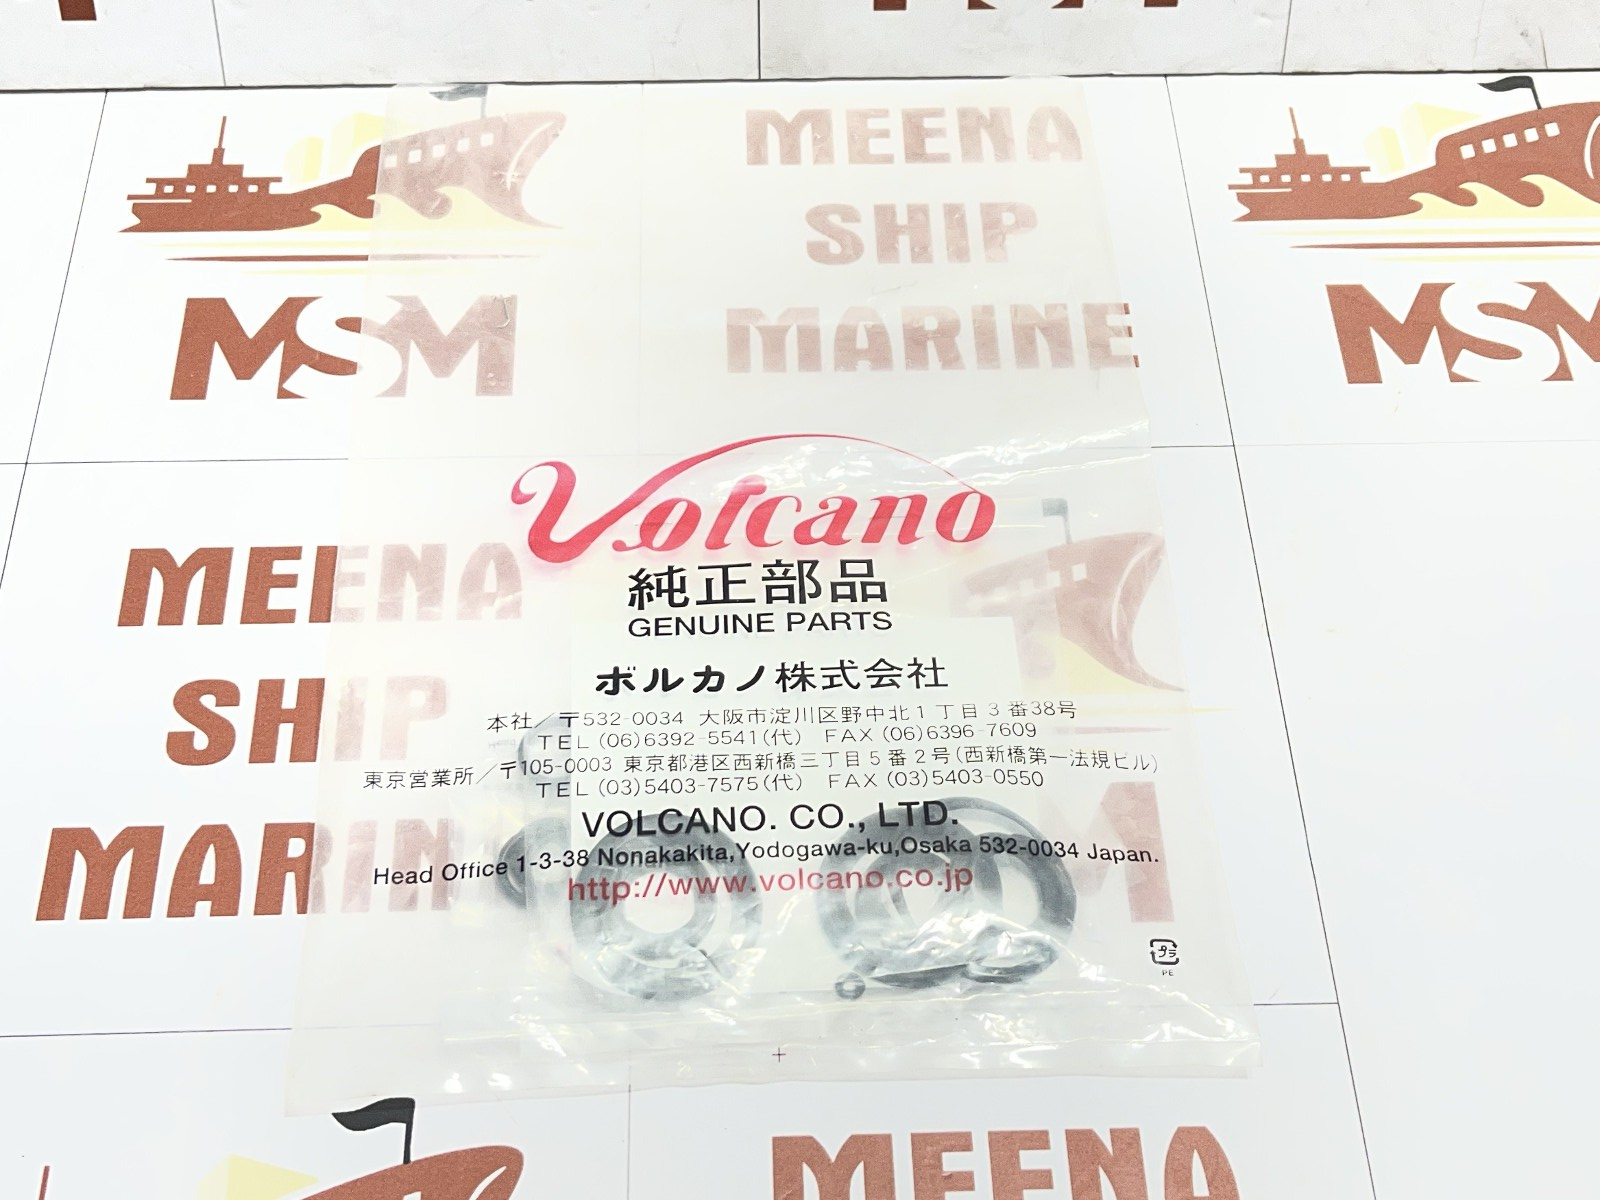 MEENA
SHIP
MARINE
MSM
MSM
Volcano
純正部品
GENUINE PARTS
ボルカノ株式会社
本社/〒532-0034 大阪市淀川区野中北1丁目3番38号
TEL (06)6392-5541(代) FAX (06)6396-7609
東京営業所/〒105-0003 東京都港区西新橋三丁目5番2号(西新橋第一法規ビル)
TEL (03)5403-7575(代) FAX (03)5403-0550
VOLCANO. CO., LTD.
Head Office 1-3-38 Nonakakita,Yodogawa-ku,Osaka 532-0034 Japan.
http://www.volcano.co.jp
プラ
PE
MEENA
SHIP
MARINE
M
MEENA